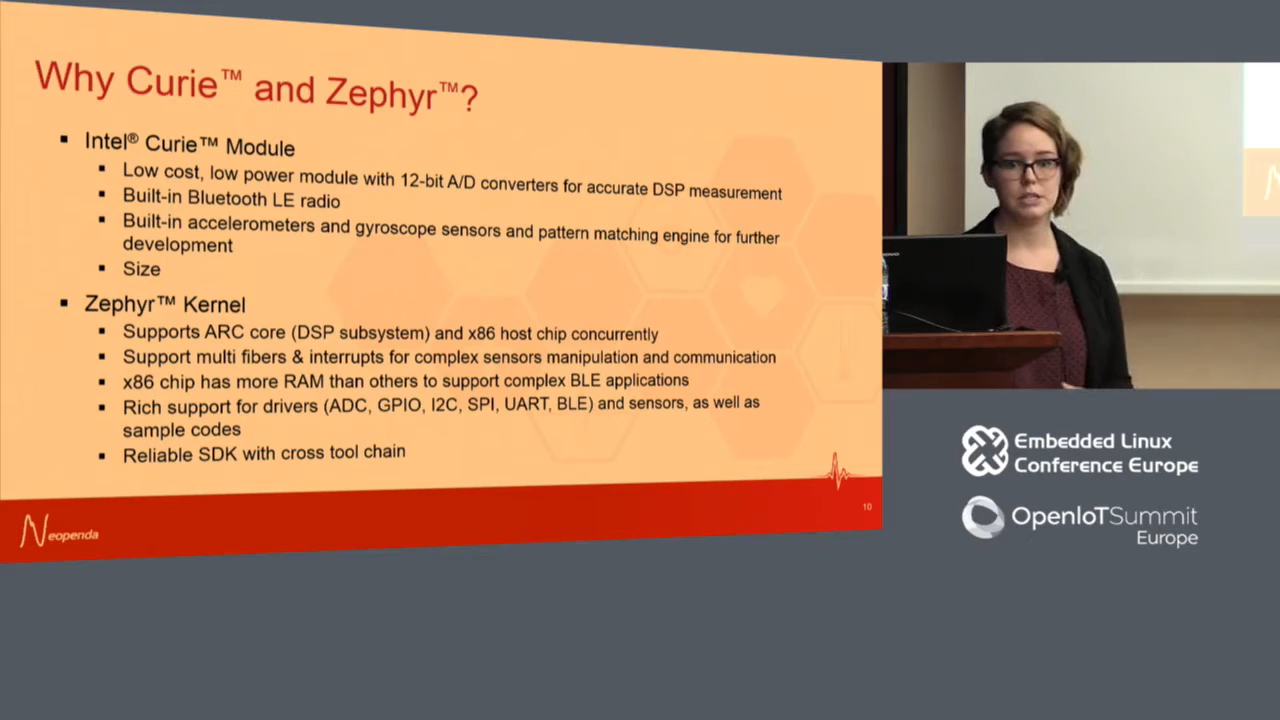 Why Curie™ and Zephyr™?
▪ Intel® Curie™ Module
▪ Low cost, low power module with 12-bit A/D converters for accurate DSP measurement
▪ Built-in Bluetooth LE radio
▪ Built-in accelerometers and gyroscope sensors and pattern matching engine for further
development
▪ Size
▪ Zephyr™ Kernel
▪ Supports ARC core (DSP subsystem) and x86 host chip concurrently
▪ Support multi fibers & interrupts for complex sensors manipulation and communication
▪ x86 chip has more RAM than others to support complex BLE applications
▪ Rich support for drivers (ADC, GPIO, I2C, SPI, UART, BLE) and sensors, as well as
sample codes
▪ Reliable SDK with cross tool chain
10
Neopenda
Embedded Linux
Conference Europe
OpenIoTSummit
Europe